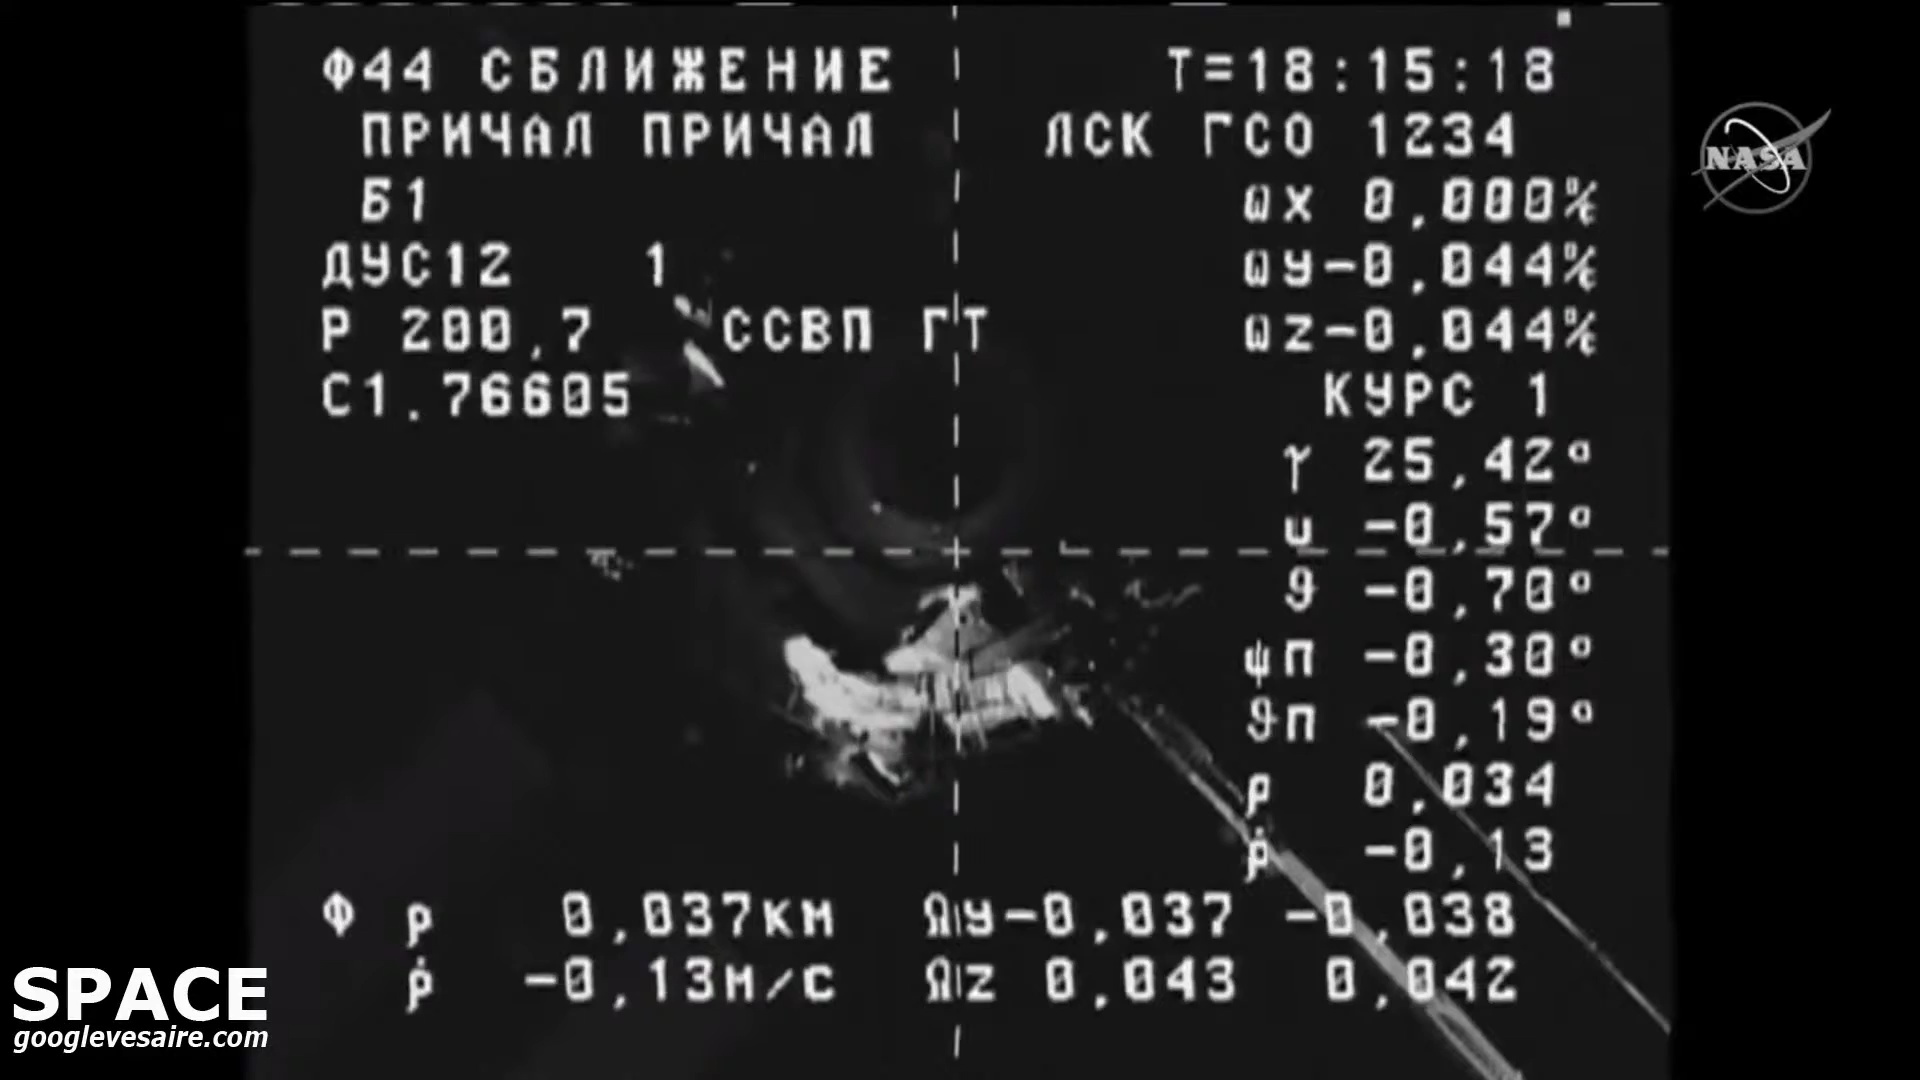 Ф44 СБЛИЖЕНИЕ T=18:15:18
ПРИЧАЛ ПРИЧАЛ ЛСК ГСО 1234
Б1 ωx 0,000°/с
ДУС12 1 ωy-0,044°/с
Р 200,7 ССВП ГТ ωz-0,044°/с
С1.76605 КУРС 1
γ 25,42°
u -0,57°
ϑ -0,70°
ψп -0,30°
ϑп -0,19°
ρ 0,034
ρ̇ -0,13
Ф ρ 0,037км Ωy-0,037 -0,038
ρ̇ -0,13м/с Ωz 0,043 0,042
NASA
SPACE
googlevesaire.com